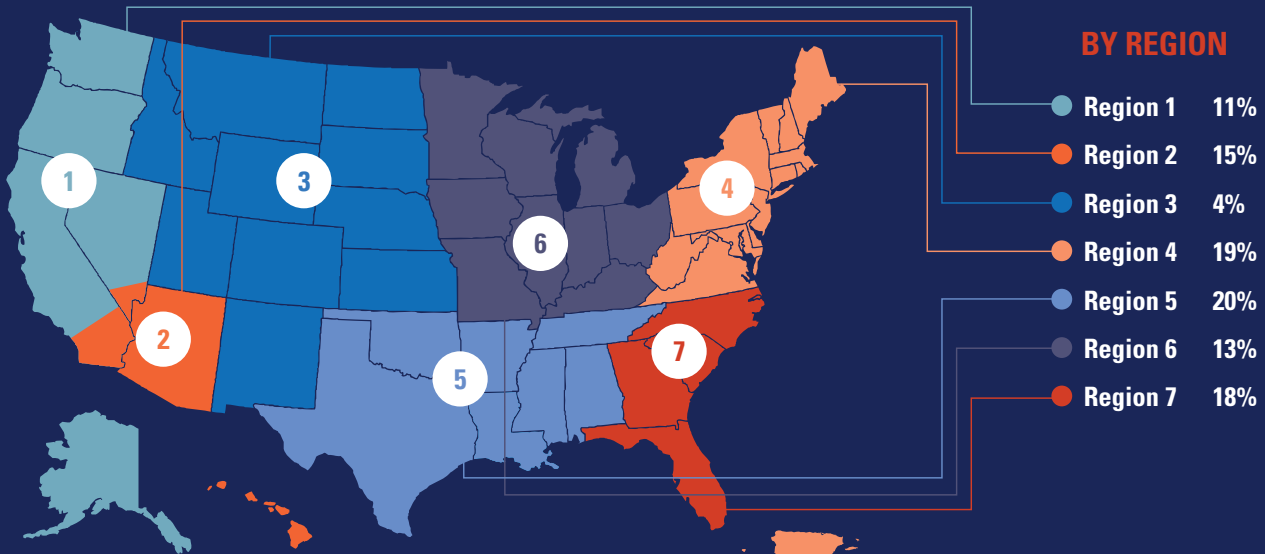 BY REGION
Region 1 11%
Region 2 15%
Region 3 4%
Region 4 19%
Region 5 20%
Region 6 13%
Region 7 18%
1
2
3
4
5
6
7